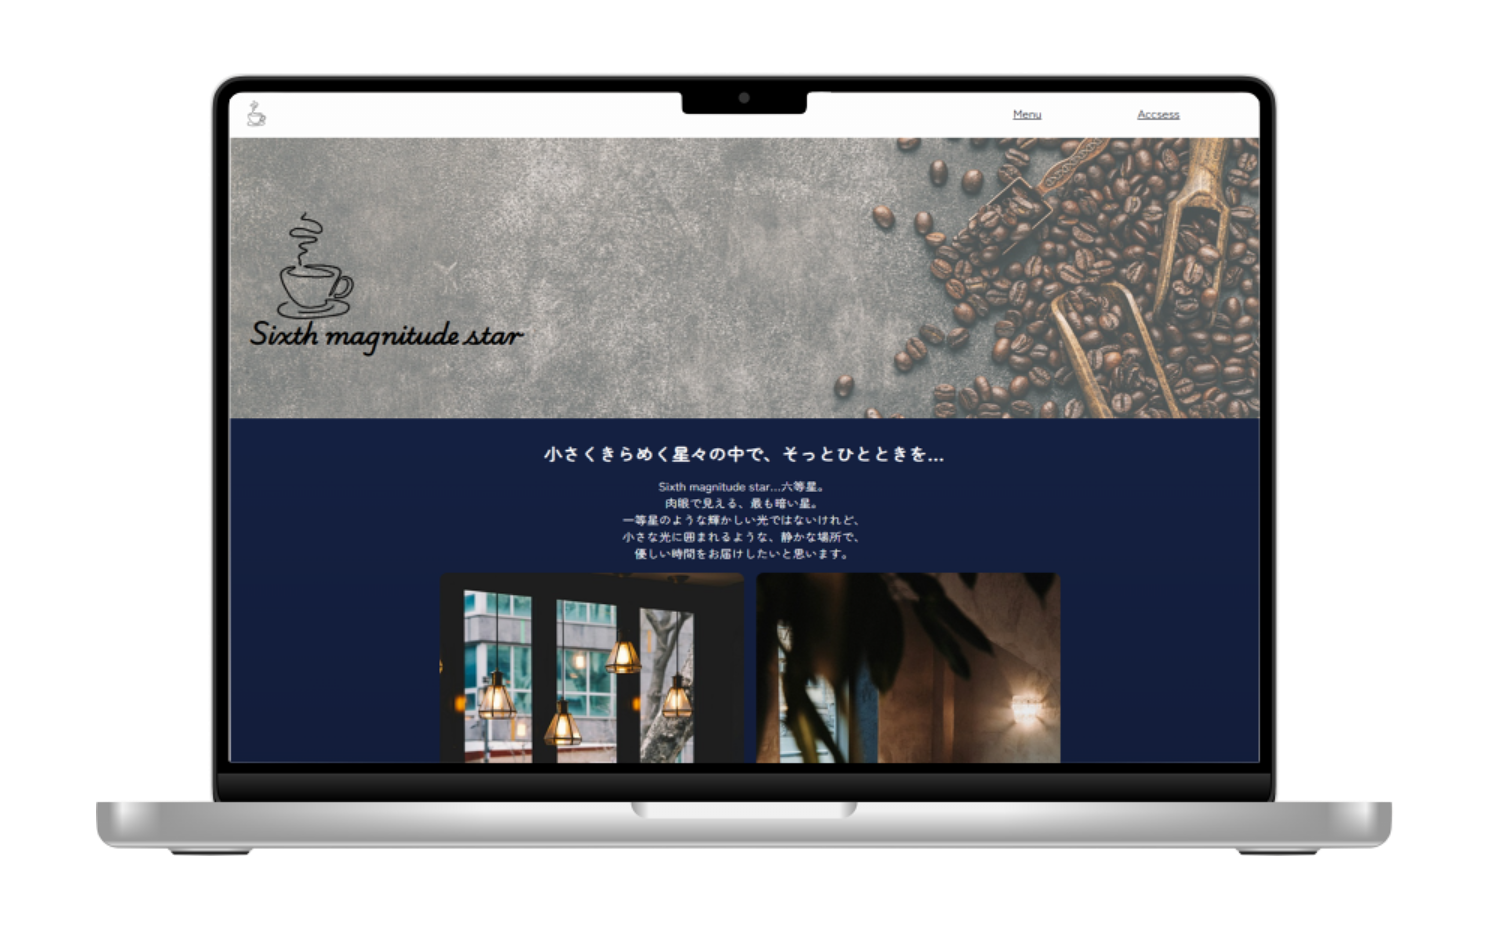 Menu
Accsess
Sixth magnitude star
小さくきらめく星々の中で、そっとひとときを...
Sixth magnitude star...六等星。
肉眼で見える、最も暗い星。
一等星のような輝かしい光ではないけれど、
小さな光に囲まれるような、静かな場所で、
優しい時間をお届けしたいと思います。